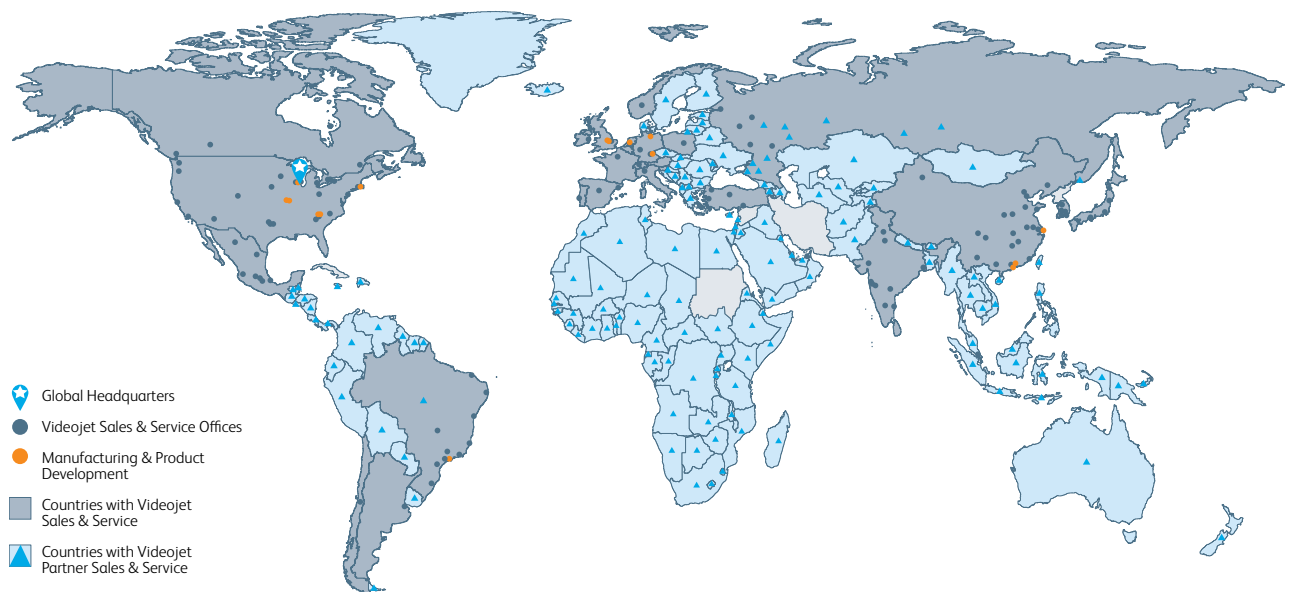 Global Headquarters
Videojet Sales & Service Offices
Manufacturing & Product
Development
Countries with Videojet
Sales & Service
Countries with Videojet
Partner Sales & Service